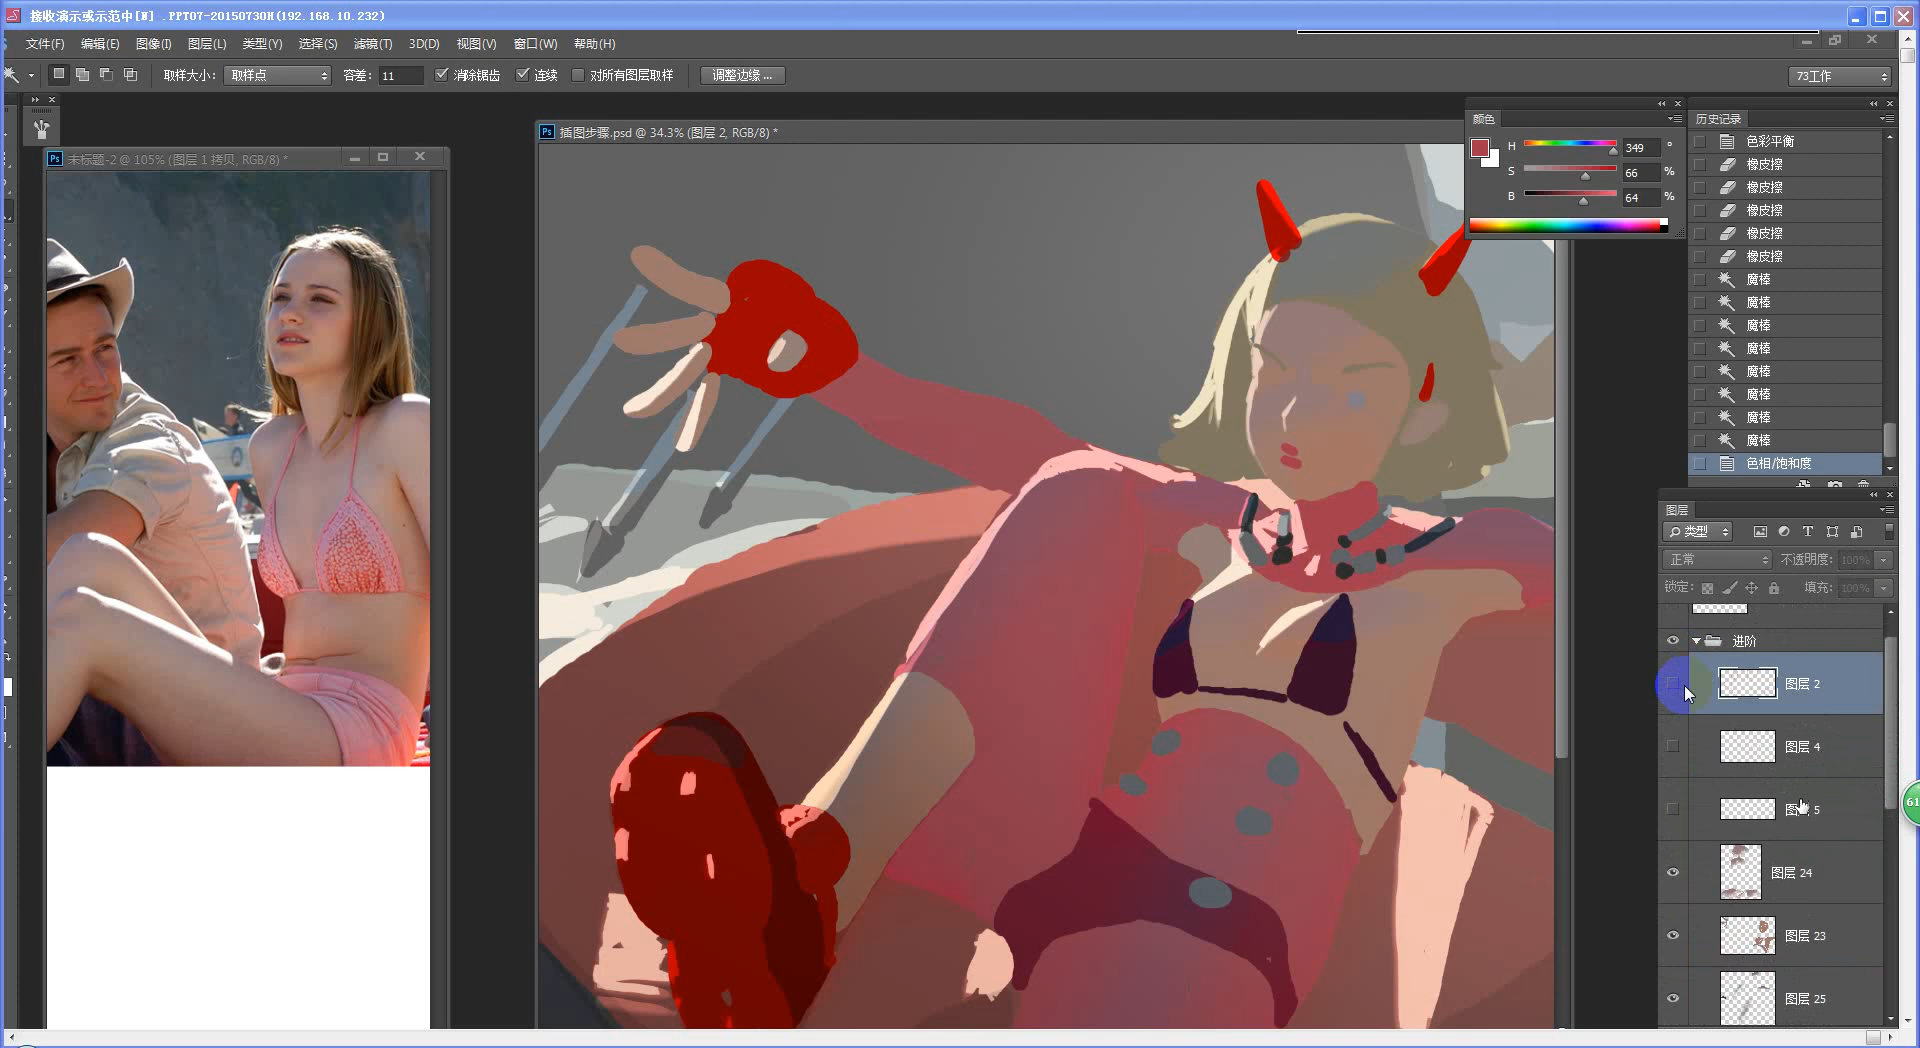 接收演示或示范中[W] .PPT07-20150730H(192.168.10.232)
文件(F) 编辑(E) 图像(I) 图层(L) 类型(Y) 选择(S) 滤镜(T) 3D(D) 视图(V) 窗口(W) 帮助(H)
取样大小: 取样点 容差: 11 消除锯齿 连续 对所有图层取样 调整边缘 ... 73工作
Ps 未标题-2 @ 105% (图层 1 拷贝, RGB/8) *
Ps 插图步骤.psd @ 34.3% (图层 2, RGB/8) *
颜色
H 349 °
S 66 %
B 64 %
历史记录
色彩平衡
橡皮擦
橡皮擦
橡皮擦
橡皮擦
橡皮擦
魔棒
魔棒
魔棒
魔棒
魔棒
魔棒
魔棒
魔棒
色相/饱和度
图层
类型
正常 不透明度: 100%
锁定: 填充: 100%
进阶
图层 2
图层 4
图层 5
图层 24
图层 23
图层 25
61